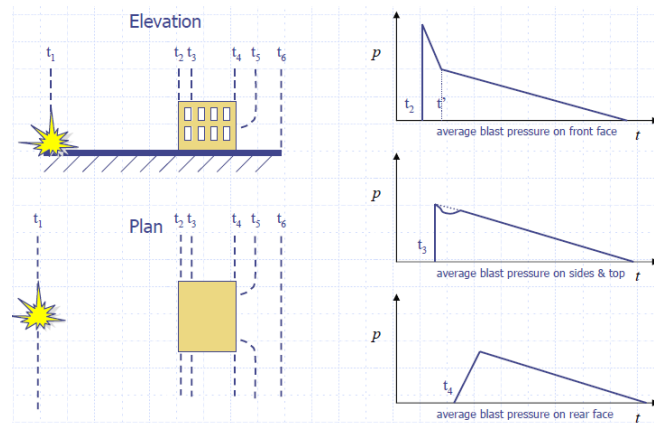 Elevation
t1
t2 t3 t4 t5 t6
p
t2 t'
average blast pressure on front face
t
Plan
t1
t2 t3 t4 t5 t6
p
t3
average blast pressure on sides & top
t
p
t4
average blast pressure on rear face
t